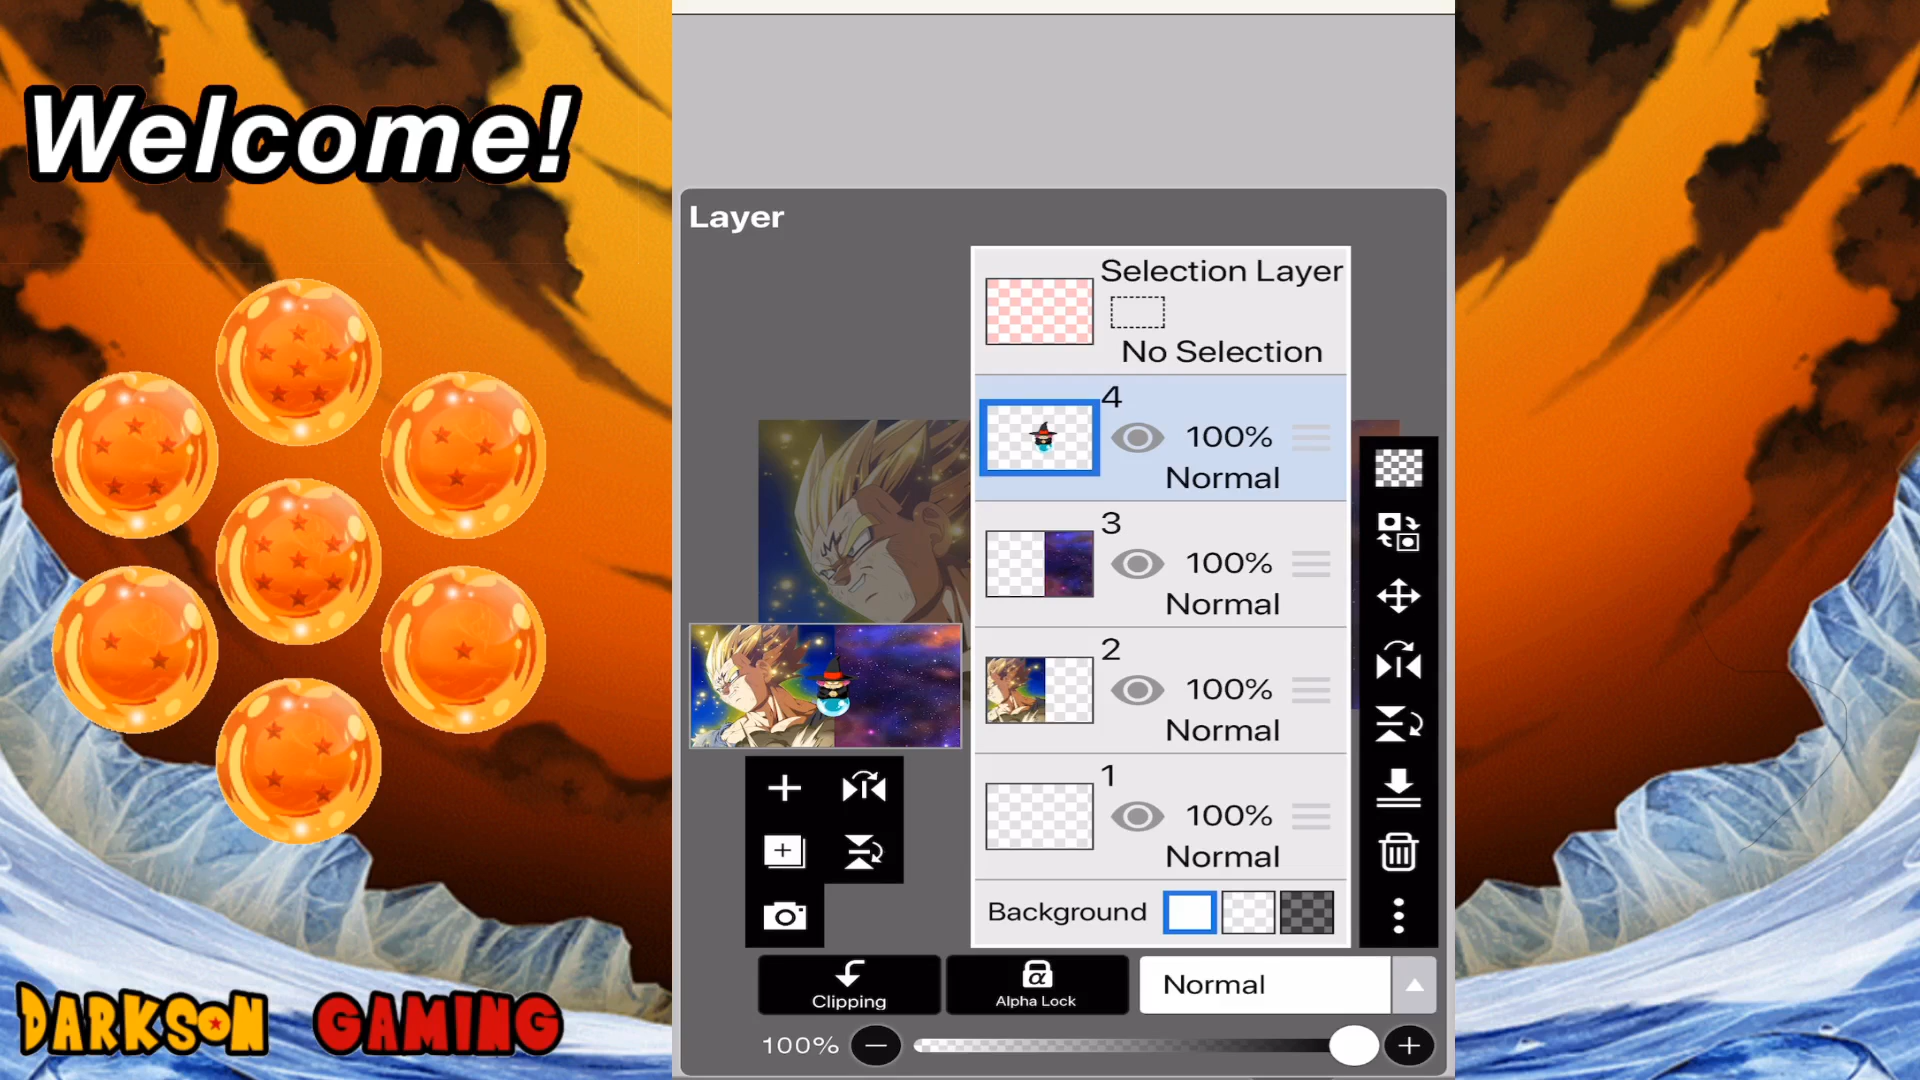 Welcome!
DARKSON GAMING
Layer
Selection Layer
No Selection
4
100%
Normal
3
100%
Normal
2
100%
Normal
1
100%
Normal
Background
Clipping
α
Alpha Lock
Normal
100%